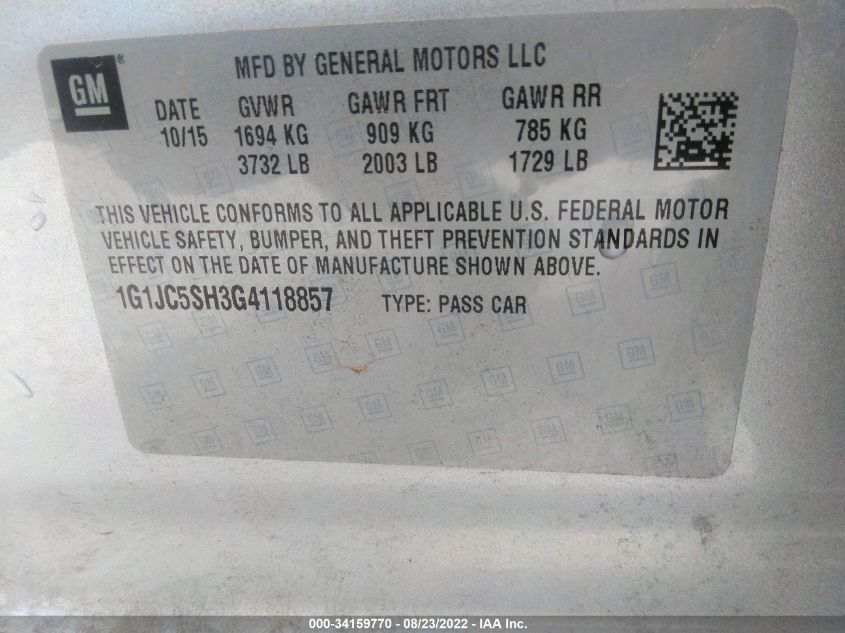 GM ®
MFD BY GENERAL MOTORS LLC
DATE GVWR GAWR FRT GAWR RR
10/15 1694 KG 909 KG 785 KG
3732 LB 2003 LB 1729 LB
THIS VEHICLE CONFORMS TO ALL APPLICABLE U.S. FEDERAL MOTOR
VEHICLE SAFETY, BUMPER, AND THEFT PREVENTION STANDARDS IN
EFFECT ON THE DATE OF MANUFACTURE SHOWN ABOVE.
1G1JC5SH3G4118857 TYPE: PASS CAR
000-34159770 - 08/23/2022 - IAA Inc.